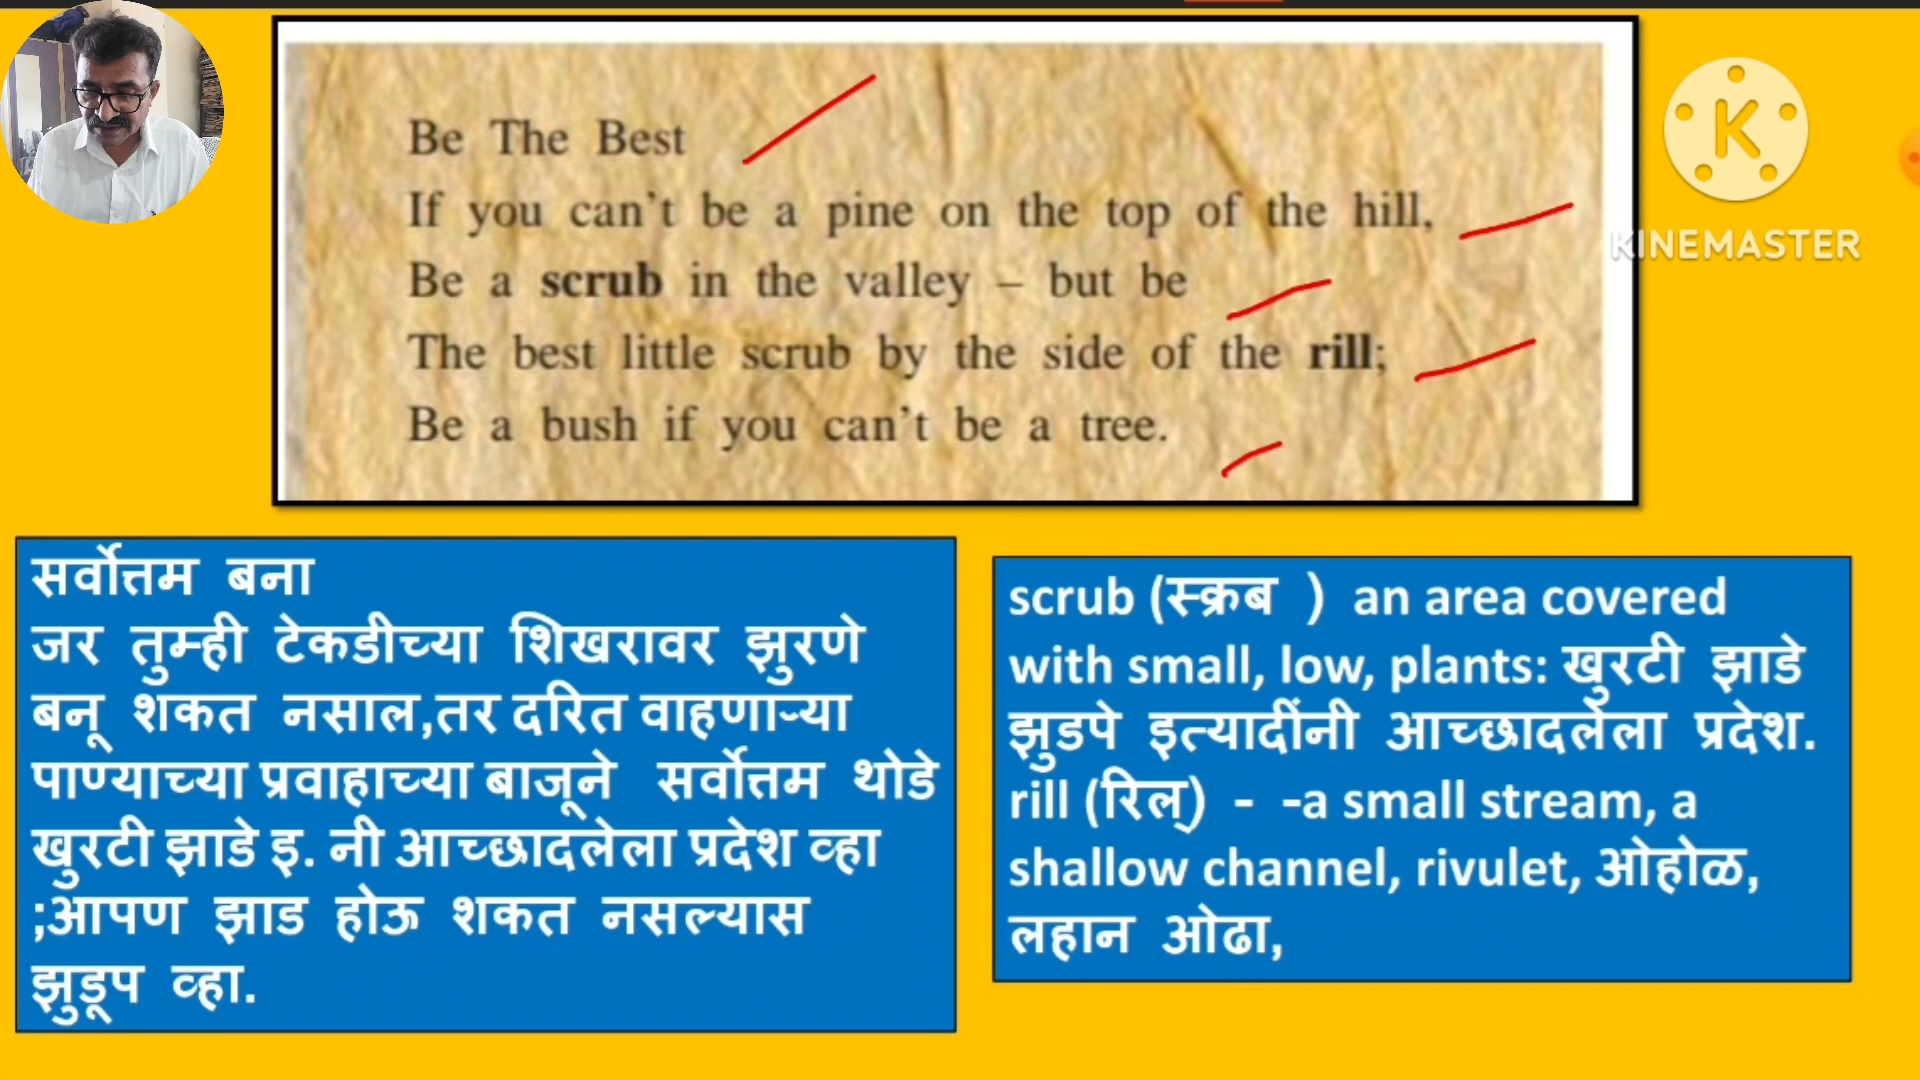 Be The Best
If you can't be a pine on the top of the hill,
Be a scrub in the valley – but be
The best little scrub by the side of the rill;
Be a bush if you can't be a tree.
K
KINEMASTER
सर्वोत्तम बना
जर तुम्ही टेकडीच्या शिखरावर झुरणे
बनू शकत नसाल,तर दरित वाहणाऱ्या
पाण्याच्या प्रवाहाच्या बाजूने सर्वोत्तम थोडे
खुरटी झाडे इ. नी आच्छादलेला प्रदेश व्हा
;आपण झाड होऊ शकत नसल्यास
झुडूप व्हा.
scrub (स्क्रब ) an area covered
with small, low, plants: खुरटी झाडे
झुडपे इत्यादींनी आच्छादलेला प्रदेश.
rill (रिल्) - -a small stream, a
shallow channel, rivulet, ओहोळ,
लहान ओढा,